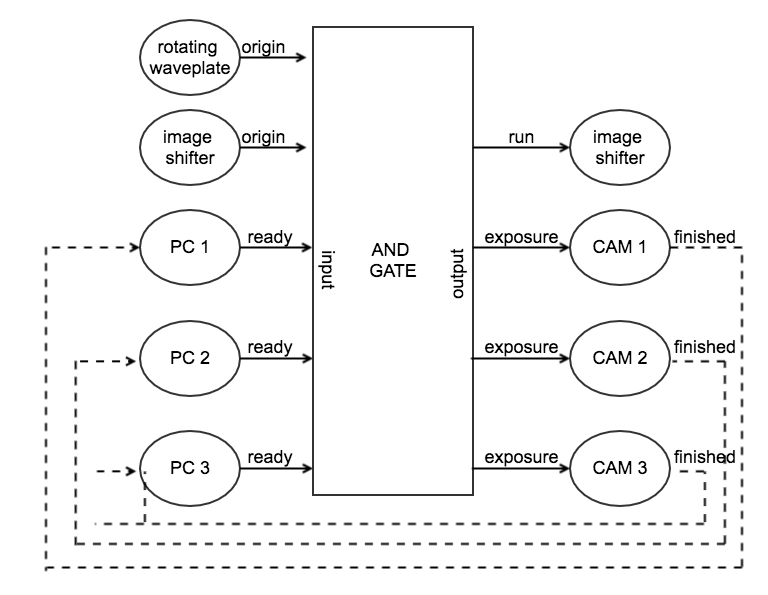 rotating
waveplate
origin
image
shifter
origin
run
image
shifter
PC 1
ready
input
AND
GATE
output
exposure
CAM 1
finished
PC 2
ready
exposure
CAM 2
finished
PC 3
ready
exposure
CAM 3
finished